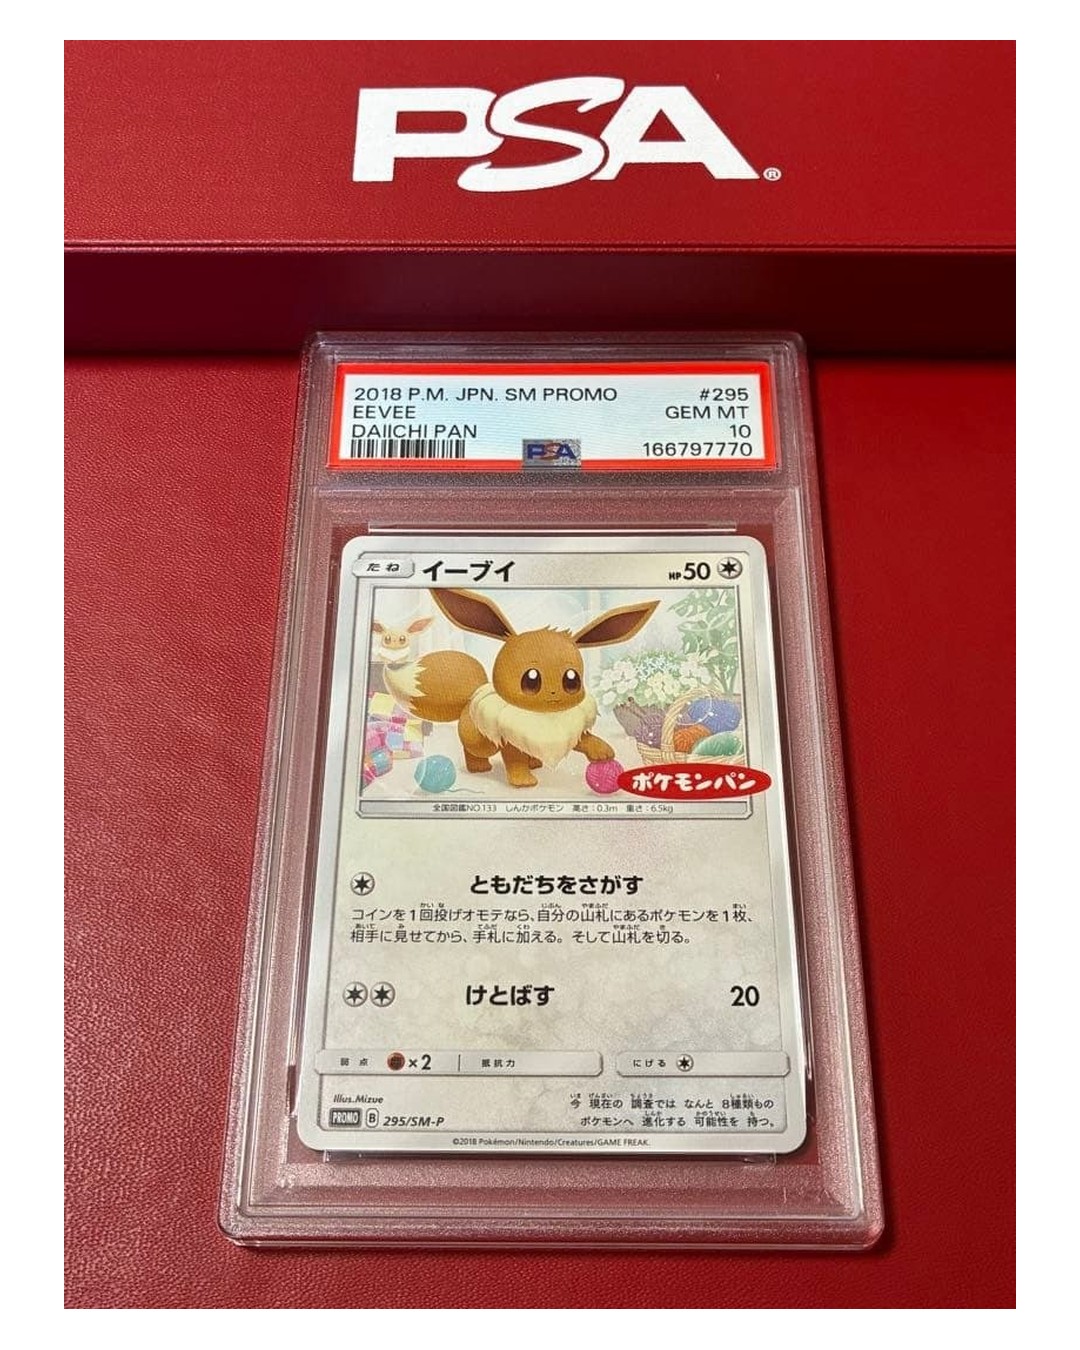 PSA®
2018 P.M. JPN. SM PROMO #295
EEVEE GEM MT
DAIICHI PAN 10
PSA 166797770
たね イーブイ HP50
ポケモンパン
全国図鑑NO.133 しんかポケモン 高さ:0.3m 重さ:6.5kg
ともだちをさがす
コインを1回投げオモテなら、自分の山札にあるポケモンを1枚、
相手に見せてから、手札に加える。そして山札を切る。
けとばす 20
弱点 ×2 抵抗力 にげる
Illus.Mizue
今 現在の 調査では なんと 8種類もの
ポケモンへ 進化する 可能性を 持つ。
PROMO B 295/SM-P
©2018 Pokémon/Nintendo/Creatures/GAME FREAK.